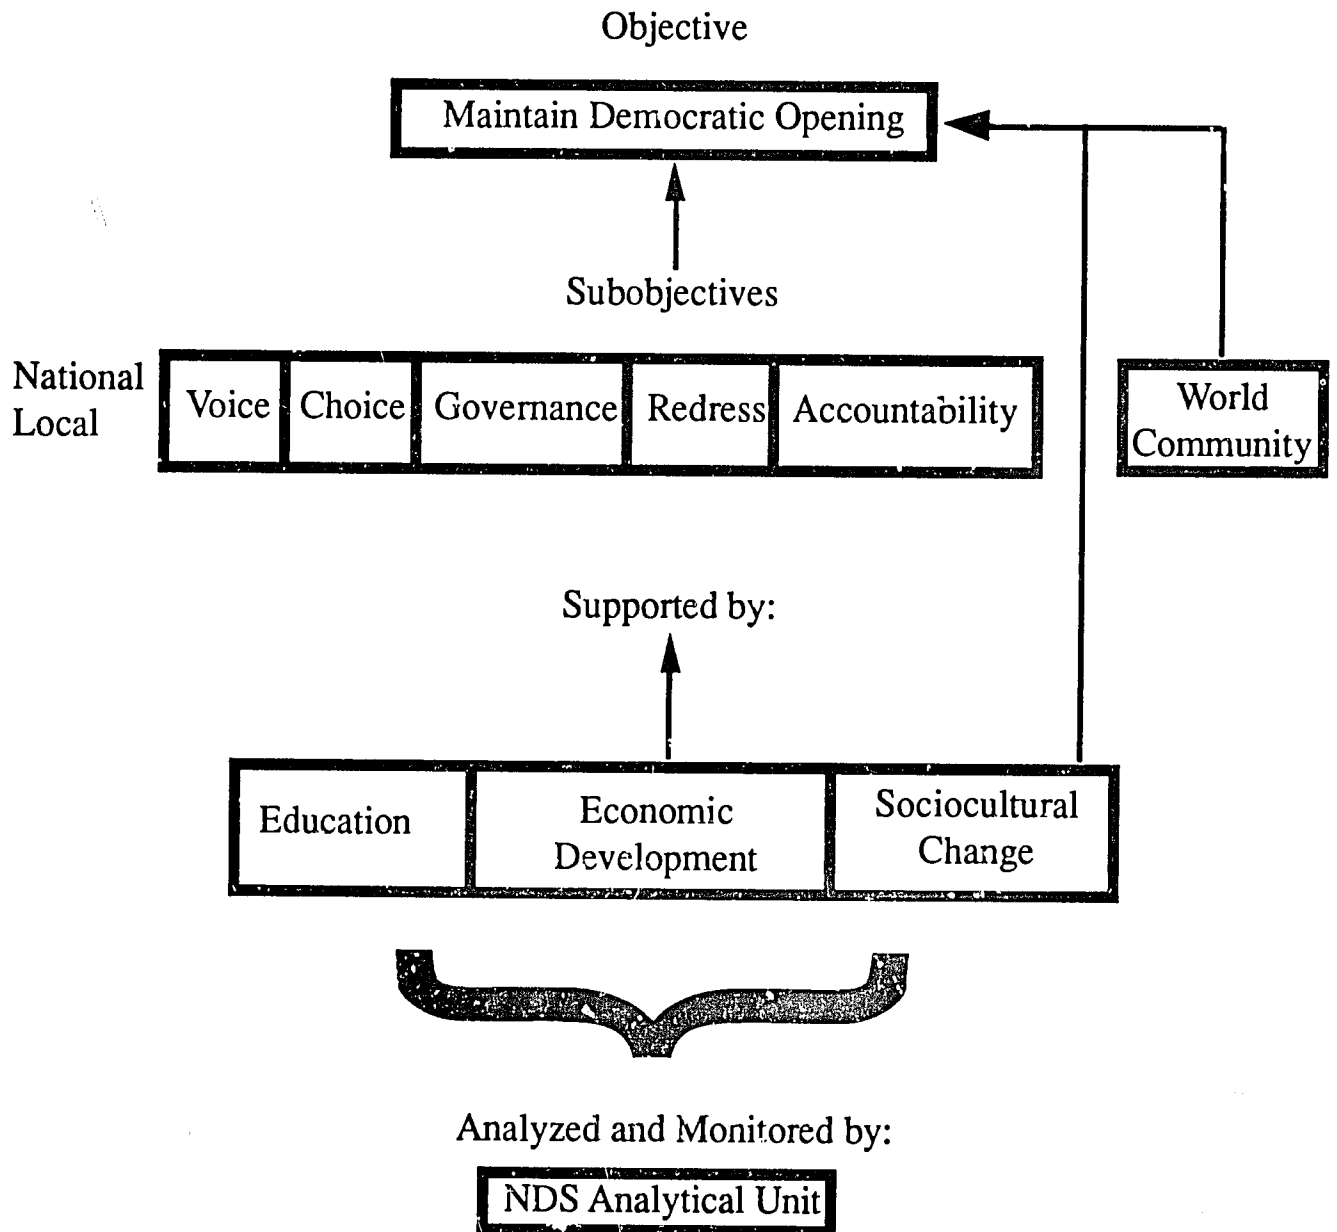 Objective
Maintain Democratic Opening
Subobjectives
National
Local
Voice
Choice
Governance
Redress
Accountability
World
Community
Supported by:
Education
Economic
Development
Sociocultural
Change
Analyzed and Monitored by:
NDS Analytical Unit